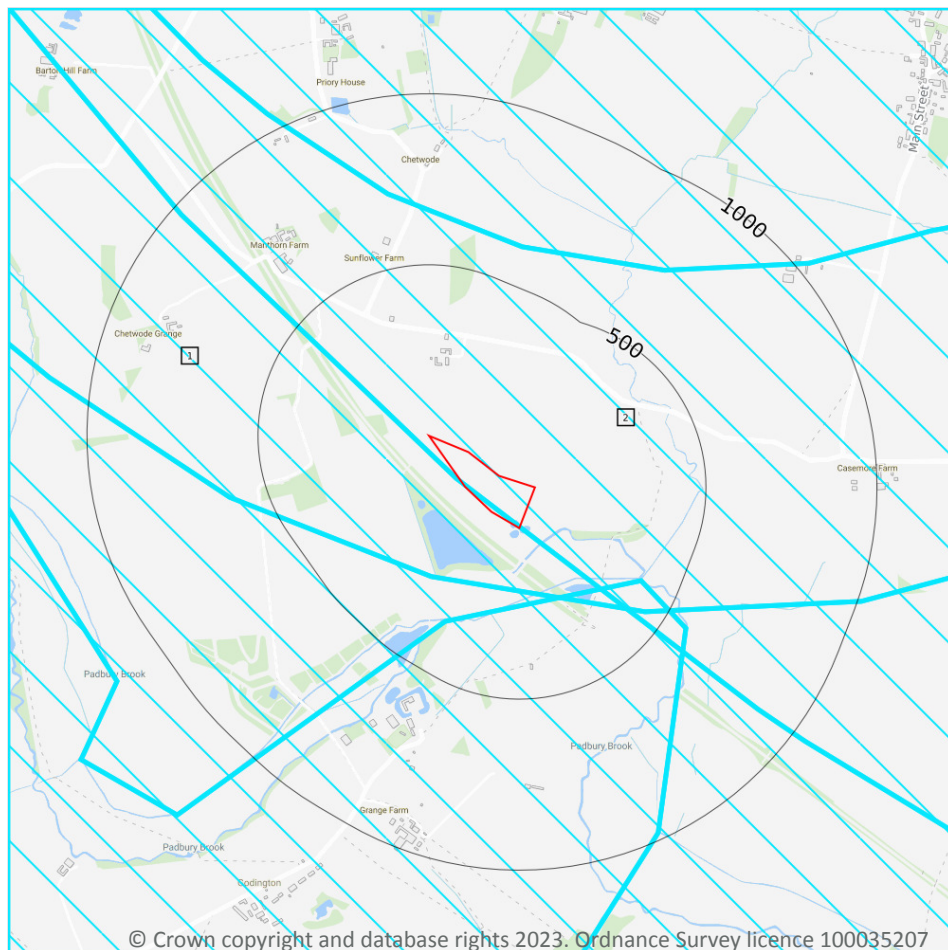 Barton Hill Farm
Priory House
Main Street
Chetwode
1000
Manthorn Farm
Sunflower Farm
500
Chetwode Grange
1
2
Casemore Farm
Padbury Brook
Padbury Brook
Grange Farm
Padbury Brook
Godington
© Crown copyright and database rights 2023. Ordnance Survey licence 100035207